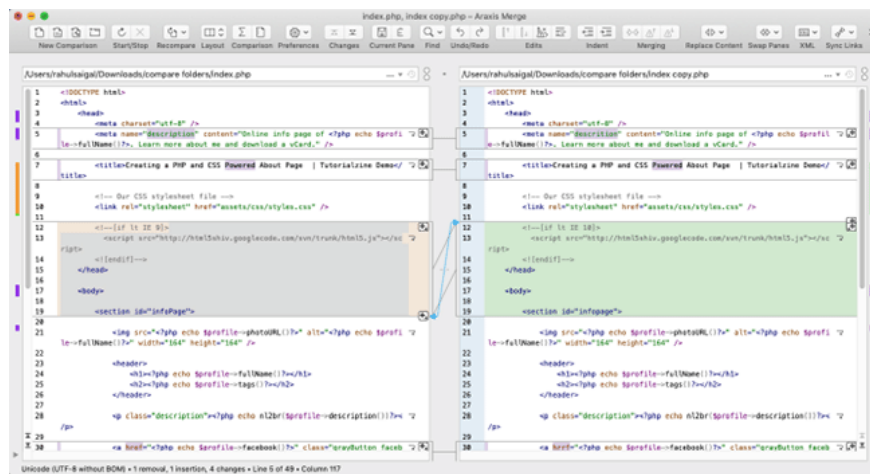 index.php, index copy.php – Araxis Merge
New Comparison Start/Stop Recompare Layout Comparison Preferences Changes Current Pane Find Undo/Redo Edits Indent Merging Replace Content Swap Panes XML Sync Links
/Users/rahulsaigal/Downloads/compare folders/index.php
1 <!DOCTYPE html>
2 <html>
3 <head>
4 <meta charset="utf-8" />
5 <meta name="description" content="Online info page of <?php echo $profi
le->fullName()?>. Learn more about me and download a vCard." />
6
7 <title>Creating a PHP and CSS Powered About Page | Tutorialzine Demo</
title>
8
9 <!-- Our CSS stylesheet file -->
10 <link rel="stylesheet" href="assets/css/styles.css" />
11
12 <!--[if lt IE 9]>
13 <script src="http://html5shiv.googlecode.com/svn/trunk/html5.js"></sc
ript>
14 <![endif]-->
15 </head>
16
17 <body>
18
19 <section id="infoPage">
20
21 <img src="<?php echo $profile->photoURL()?>" alt="<?php echo $profi
le->fullName()?>" width="164" height="164" />
22
23 <header>
24 <h1><?php echo $profile->fullName()?></h1>
25 <h2><?php echo $profile->tags()?></h2>
26 </header>
27
28 <p class="description"><?php echo nl2br($profile->description())?><
/p>
29
30 <a href="<?php echo $profile->facebook()?>" class="grayButton faceb
/Users/rahulsaigal/Downloads/compare folders/index copy.php
1 <!DOCTYPE html>
2 <html>
3 <head>
4 <meta charset="utf-8" />
5 <meta name="descrition" content="Online info page of <?php echo $profi
le->fullName()?>. Learn more about me and download a vCard." />
6
7 <title>Creating a PHP and CSS Powered About Page | Tutorialzine Demo</
title>
8
9 <!-- Our CSS stylesheet file -->
10 <link rel="stylesheet" href="assets/css/styles.css" />
11
12 <!--[if lt IE 10]>
13 <script src="http://html5shiv.googlecode.com/svn/trunk/html5.js"></sc
ript>
14 <![endif]-->
15 </head>
16
17 <body>
18
19 <section id="infopage">
20
21 <img src="<?php echo $profile->photoURL()?>" alt="<?php echo $profi
le->fullName()?>" width="164" height="164" />
22
23 <header>
24 <h1><?php echo $profile->fullName()?></h1>
25 <h2><?php echo $profile->tags()?></h2>
26 </header>
27
28 <p class="description"><?php echo nl2br($profile->description())?><
/p>
29
30 <a href="<?php echo $profile->facebook()?>" class="grayButton faceb
Unicode (UTF-8 without BOM) • 1 removal, 1 insertion, 4 changes • Line 5 of 49 • Column 117